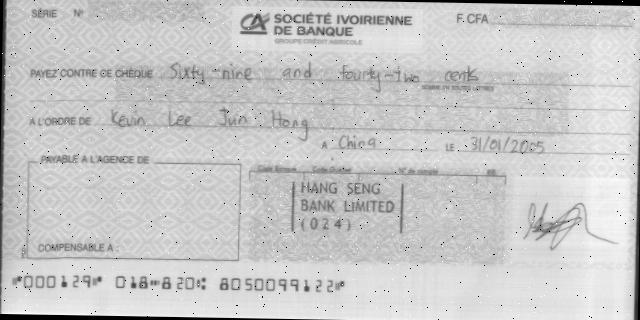 SÉRIE N°
CA SOCIÉTÉ IVOIRIENNE
DE BANQUE
GROUPE CRÉDIT AGRICOLE
F.CFA
PAYEZ CONTRE CE CHÈQUE Sixty-nine and fourty-two cents
SOMME EN TOUTES LETTRES
A L'ORDRE DE Kevin Lee Jun Hong
A China LE 31/01/2005
PAYABLE A L'AGENCE DE
Code Banque Code Guichet N° de compte RIB
HANG SENG
BANK LIMITED
(024)
COMPENSABLE A :
⑈000129⑈ 018⑉820⑆ 8050099122⑈